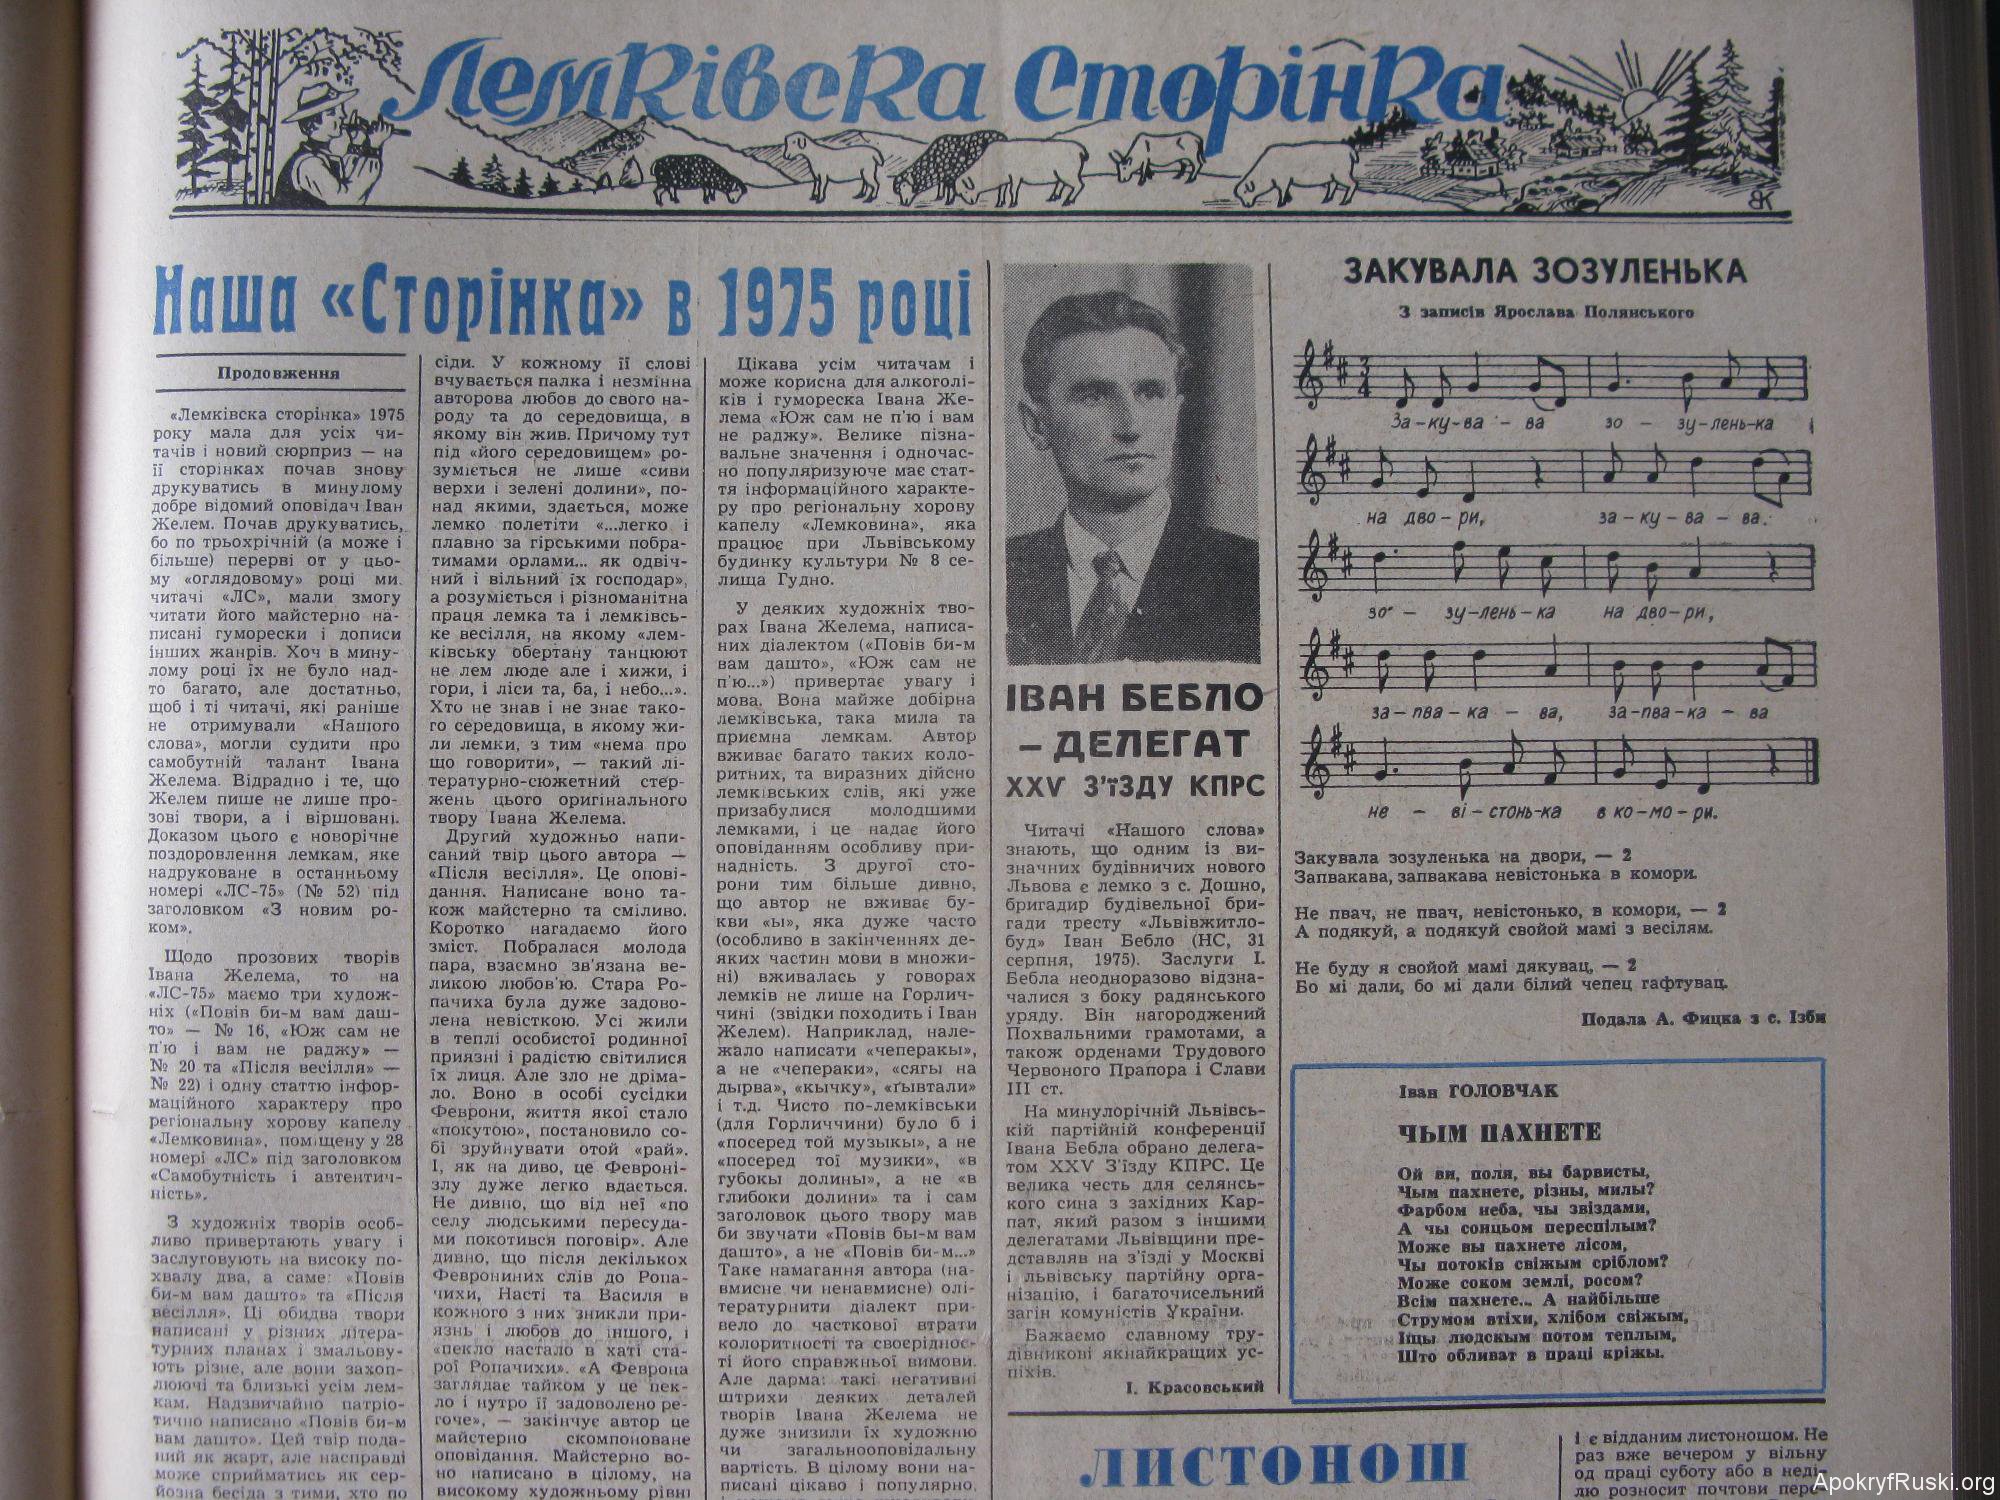 Лемківска Сторінка
Наша «Сторінка» в 1975 році
Продовження
«Лемківска сторінка» 1975
року мала для усіх чи-
тачів і новий сюрприз — на
її сторінках почав знову
друкуватись в минулому
добре відомий оповідач Іван
Желем. Почав друкуватись,
бо по трьохрічній (а може і
більше) перерві от у цьо-
му «оглядовому» році ми,
читачі «ЛС», мали змогу
читати його майстерно на-
писані гуморески і дописи
інших жанрів. Хоч в мину-
лому році їх не було над-
то багато, але достатньо,
щоб і ті читачі, які раніше
не отримували «Нашого
слова», могли судити про
самобутній талант Івана
Желема. Відрадно і те, що
Желем пише не лише про-
зові твори, а і віршовані.
Доказом цього є новорічне
поздоровлення лемкам, яке
надруковане в останньому
номері «ЛС-75» (№ 52) під
заголовком «З новим ро-
ком».
Щодо прозових творів
Івана Желема, то на
«ЛС-75» маємо три худож-
ніх («Повів би-м вам даш-
то» — № 16, «Юж сам не
п'ю і вам не раджу» —
№ 20 та «Після весілля» —
№ 22) і одну статтю інфор-
маційного характеру про
регіональну хорову капелу
«Лемковина», поміщену у 28
номері «ЛС» під заголовком
«Самобутність і автентич-
ність».
З художніх творів особ-
ливо привертають увагу і
заслуговують на високу по-
хвалу два, а саме: «Повів
би-м вам дашто» та «Після
весілля». Ці обидва твори
написані у різних літера-
турних планах і змальову-
ють різне, але вони захоп-
люючі та близькі усім лем-
кам. Надзвичайно патріо-
тично написано «Повів би-м
вам дашто». Цей твір пода-
ний як жарт, але насправді
може сприйматись як сер-
йозна бесіда з тими, хто по
сіди. У кожному її слові
вчувається палка і незмінна
авторова любов до свого на-
роду та до середовища, в
якому він жив. Причому тут
під «його середовищем» ро-
зуміється не лише «сиви
верхи і зелені долини», по-
над якими, здається, може
лемко полетіти «...легко і
плавно за гірськими побра-
тимами орлами... як одвіч-
ний і вільний їх господар»,
а розуміється і різноманітна
праця лемка та і лемківсь-
ке весілля, на якому «лем-
ківську обертану танцюют
не лем люде але і хижи, і
гори, і ліси та, ба, і небо...».
Хто не знав і не знає тако-
го середовища, в якому жи-
ли лемки, з тим «нема про
що говорити», — такий лі-
тературно-сюжетний стер-
жень цього оригінального
твору Івана Желема.
Другий художньо напи-
саний твір цього автора —
«Після весілля». Це опові-
дання. Написане воно та-
кож майстерно та сміливо.
Коротко нагадаємо його
зміст. Побралася молода
пара, взаємно зв'язана ве-
ликою любов'ю. Стара Ро-
пачиха була дуже задово-
лена невісткою. Усі жили
в теплі особистої родинної
приязні і радістю світилися
їх лиця. Але зло не дріма-
ло. Воно в особі сусідки
Феврони, життя якої стало
«покутою», постановило со-
бі зруйнувати отой «рай».
І, як на диво, це Февроні-
злу дуже легко вдається.
Не дивно, що від неї «по
селу людськими пересуда-
ми покотився поговір». Але
дивно, що після декількох
Феврониних слів до Ропа-
чихи, Насті та Василя в
кожного з них зникли при-
язнь і любов до іншого, і
«пекло настало в хаті ста-
рої Ропачихи». «А Феврона
заглядає тайком у це пек-
ло і нутро її задоволено ре-
гоче», — закінчує автор це
майстерно скомпоноване
оповідання. Майстерно во-
но написано в цілому, на
високому художньому рівні
Цікава усім читачам і
може корисна для алкоголі-
ків і гумореска Івана Же-
лема «Юж сам не п'ю і вам
не раджу». Велике пізна-
вальне значення і одночас-
но популяризуюче має стат-
тя інформаційного характе-
ру про регіональну хорову
капелу «Лемковина», яка
працює при Львівському
будинку культури № 8 се-
лища Гудно.
У деяких художніх тво-
рах Івана Желема, написа-
них діалектом («Повів би-м
вам дашто», «Юж сам не
п'ю...») привертає увагу і
мова. Вона майже добірна
лемківська, така мила та
приємна лемкам. Автор
вживає багато таких коло-
ритних, та виразних дійсно
лемківських слів, які уже
призабулися молодшими
лемками, і це надає його
оповіданням особливу при-
надність. З другої сто-
рони тим більше дивно,
що автор не вживає бу-
кви «ы», яка дуже часто
(особливо в закінченнях де-
яких частин мови в множи-
ні) вживалась у говорах
лемків не лише на Горлич-
чині (звідки походить і Іван
Желем). Наприклад, нале-
жало написати «чеперакы»,
а не «чепераки», «сягы на
дырва», «кычку», «ґывтали»
і т.д. Чисто по-лемківськи
(для Горличчини) було б і
«посеред той музыкы», а не
«посеред тої музики», «в
губокы долины», а не «в
глибоки долини» та і сам
заголовок цього твору мав
би звучати «Повів бы-м вам
дашто», а не «Повів би-м...»
Таке намагання автора (на-
вмисне чи ненавмисне) олі-
тературнити діалект при-
вело до часткової втрати
колоритності та своєріднос-
ті його справжньої вимови.
Але дарма: такі негативні
штрихи деяких деталей
творів Івана Желема не
дуже знизили їх художню
чи загальнооповідальну
вартість. В цілому вони на-
писані цікаво і популярно,
ІВАН БЕБЛО
– ДЕЛЕГАТ
XXV З'їЗДУ КПРС
Читачі «Нашого слова»
знають, що одним із ви-
значних будівничих нового
Львова є лемко з с. Дошно,
бригадир будівельної бри-
гади тресту «Львівжитло-
буд» Іван Бебло (НС, 31
серпня, 1975). Заслуги І.
Бебла неодноразово відзна-
чалися з боку радянського
уряду. Він нагороджений
Похвальними грамотами, а
також орденами Трудового
Червоного Прапора і Слави
III ст.
На минулорічній Львівсь-
кій партійній конференції
Івана Бебла обрано делега-
том XXV З'їзду КПРС. Це
велика честь для селянсь-
кого сина з західних Кар-
пат, який разом з іншими
делегатами Львівщини пре-
дставляв на з'їзді у Москві
і львівську партійну орга-
нізацію, і багаточисельний
загін комуністів України.
Бажаємо славному тру-
дівникові якнайкращих ус-
піхів.
І. Красовський
ЗАКУВАЛА ЗОЗУЛЕНЬКА
З записів Ярослава Полянського
3
4
За-ку-ва - ва зо - зу-лень-ка
на дво-ри, за-ку-ва-ва.
зо - зу-лень-ка на дво-ри,
за-пва-ка - ва, за-пва-ка - ва
не - ві-стонь-ка в ко-мо-ри.
Закувала зозуленька на двори, — 2
Запвакава, запвакава невістонька в комори.
Не пвач, не пвач, невістонько, в комори, — 2
А подякуй, а подякуй свойой мамі з весілям.
Не буду я свойой мамі дякувац, — 2
Бо мі дали, бо мі дали білий чепец гафтувац.
Подала А. Фицка з с. Ізби
Іван ГОЛОВЧАК
ЧЫМ ПАХНЕТЕ
Ой ви, поля, вы барвисты,
Чым пахнете, різны, милы?
Фарбом неба, чы звіздами,
А чы сонцьом переспілым?
Може вы пахнете лісом,
Чы потоків свіжым сріблом?
Може соком землі, росом?
Всім пахнете... А найбільше
Струмом втіхи, хлібом свіжым,
Іщы людскым потом теплым,
Што обливат в праці кріжы.
ЛИСТОНОШ
і є відданим листоношом. Не
раз вже вечером у вільну
од праці суботу або в неді-
лю розносит почтови пере-
ApokryfRuski.org